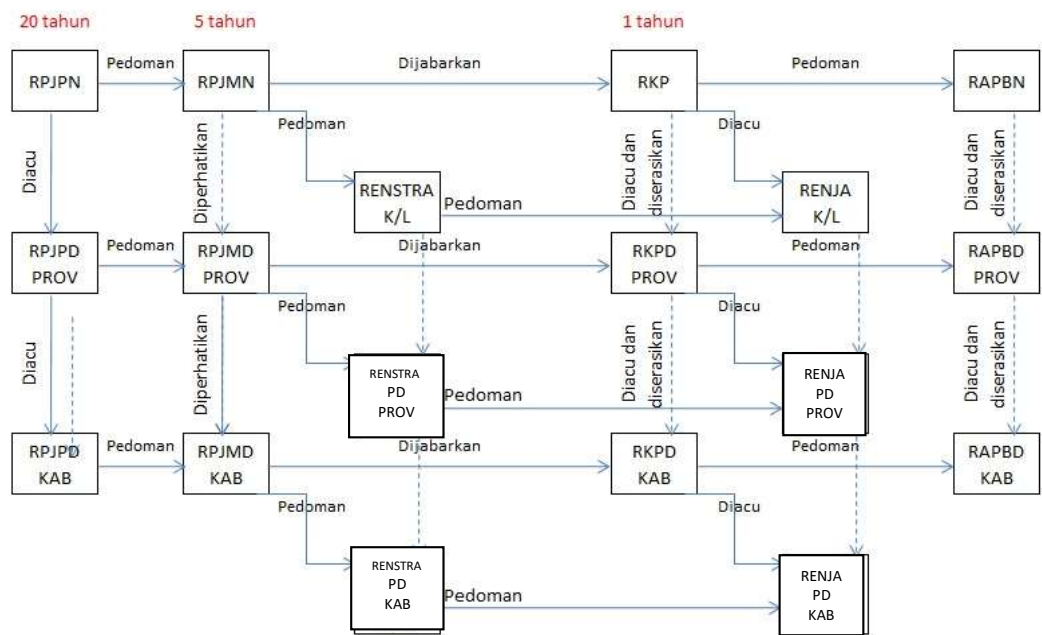 20 tahun
5 tahun
1 tahun
RPJPN
Pedoman
RPJMN
Dijabarkan
RKP
Pedoman
RAPBN
Diacu
Diperhatikan
Pedoman
Diacu dan
diserasikan
Diacu
Diacu dan
diserasikan
RENSTRA
K/L
Pedoman
RENJA
K/L
RPJPD
PROV
Pedoman
RPJMD
PROV
Dijabarkan
RKPD
PROV
Pedoman
RAPBD
PROV
Diacu
Diperhatikan
Pedoman
Diacu dan
diserasikan
Diacu
Diacu dan
diserasikan
RENSTRA
PD
PROV
Pedoman
RENJA
PD
PROV
RPJPD
KAB
Pedoman
RPJMD
KAB
Dijabarkan
RKPD
KAB
Pedoman
RAPBD
KAB
Pedoman
Diacu
RENSTRA
PD
KAB
Pedoman
RENJA
PD
KAB